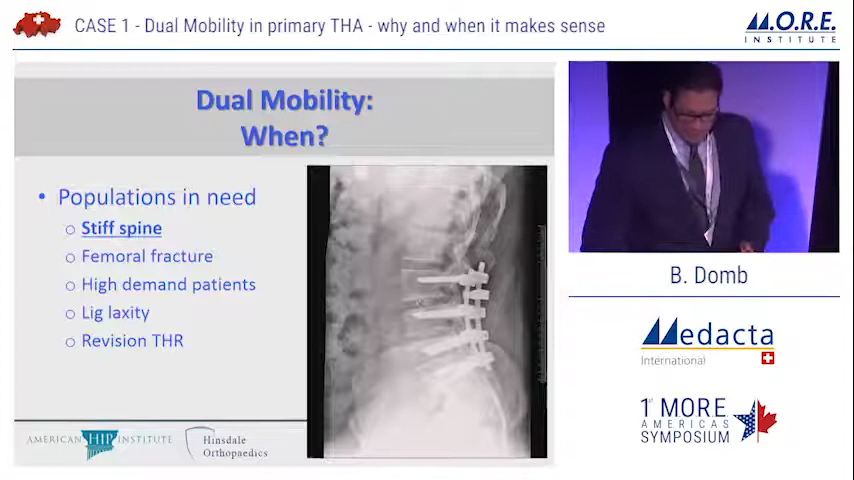 CASE 1 - Dual Mobility in primary THA - why and when it makes sense
M.O.R.E.
INSTITUTE
Dual Mobility:
When?
• Populations in need
o Stiff spine
o Femoral fracture
o High demand patients
o Lig laxity
o Revision THR
AMERICAN HIP INSTITUTE
Hinsdale
Orthopaedics
B. Domb
Medacta
International
1st MORE
AMERICAS
SYMPOSIUM